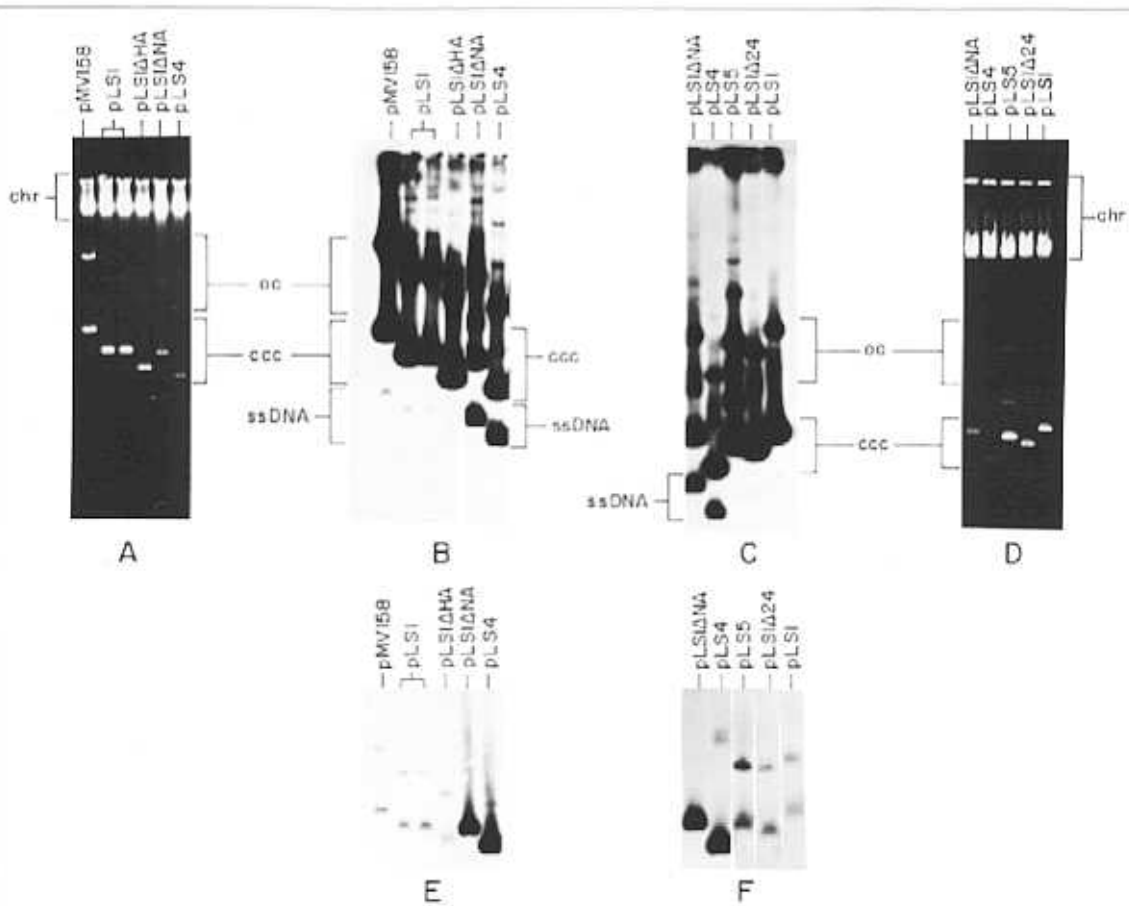 pMV158
pLS1
pLS1ΔHA
pLS1ΔNA
pLS4
chr
A
pMV158
pLS1
pLS1ΔHA
pLS1ΔNA
pLS4
oc
ccc
ssDNA
ccc
ssDNA
B
pLS1ΔNA
pLS4
pLS5
pLS1Δ24
pLS1
ssDNA
C
oc
ccc
pLS1ΔNA
pLS4
pLS5
pLS1Δ24
pLS1
chr
D
pMV158
pLS1
pLS1ΔHA
pLS1ΔNA
pLS4
E
pLS1ΔNA
pLS4
pLS5
pLS1Δ24
pLS1
F